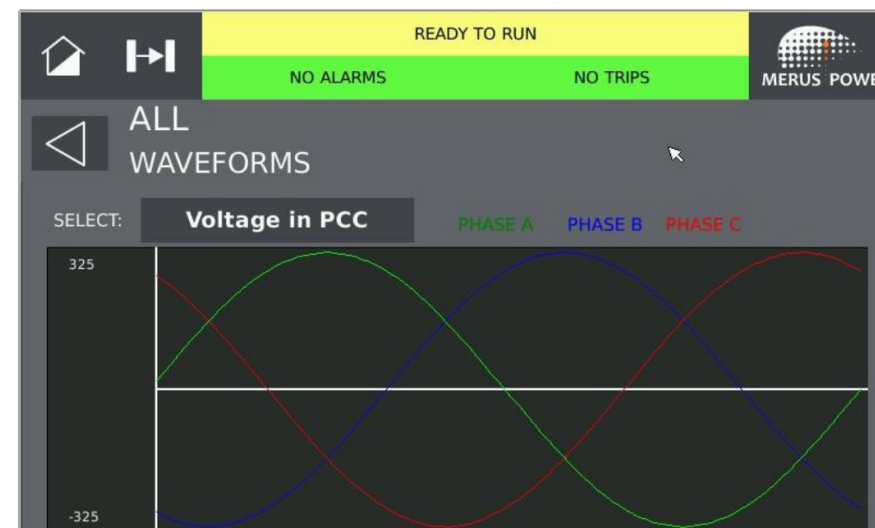 READY TO RUN
NO ALARMS NO TRIPS
MERUS POWE
ALL
WAVEFORMS
SELECT: Voltage in PCC PHASE A PHASE B PHASE C
325
-325